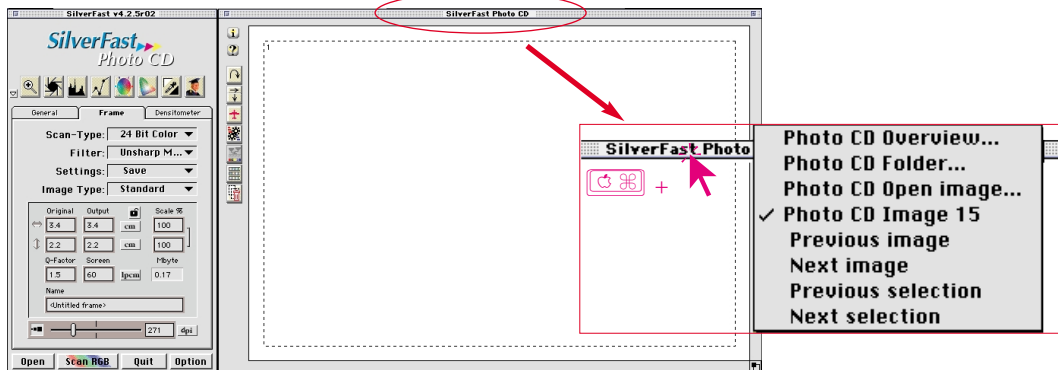 SilverFast v4.2.5r02
SilverFast
Photo CD
General Frame Densitometer
Scan-Type: 24 Bit Color
Filter: Unsharp M...
Settings: Save
Image Type: Standard
Original Output Scale %
3.4 3.4 cm 100
2.2 2.2 cm 100
Q-Factor Screen Mbyte
1.5 60 lpcm 0.17
Name
<Untitled frame>
271 dpi
Open Scan RGB Quit Option
SilverFast Photo CD
1
SilverFast Photo
+
Photo CD Overview...
Photo CD Folder...
Photo CD Open image...
✓ Photo CD Image 15
Previous image
Next image
Previous selection
Next selection